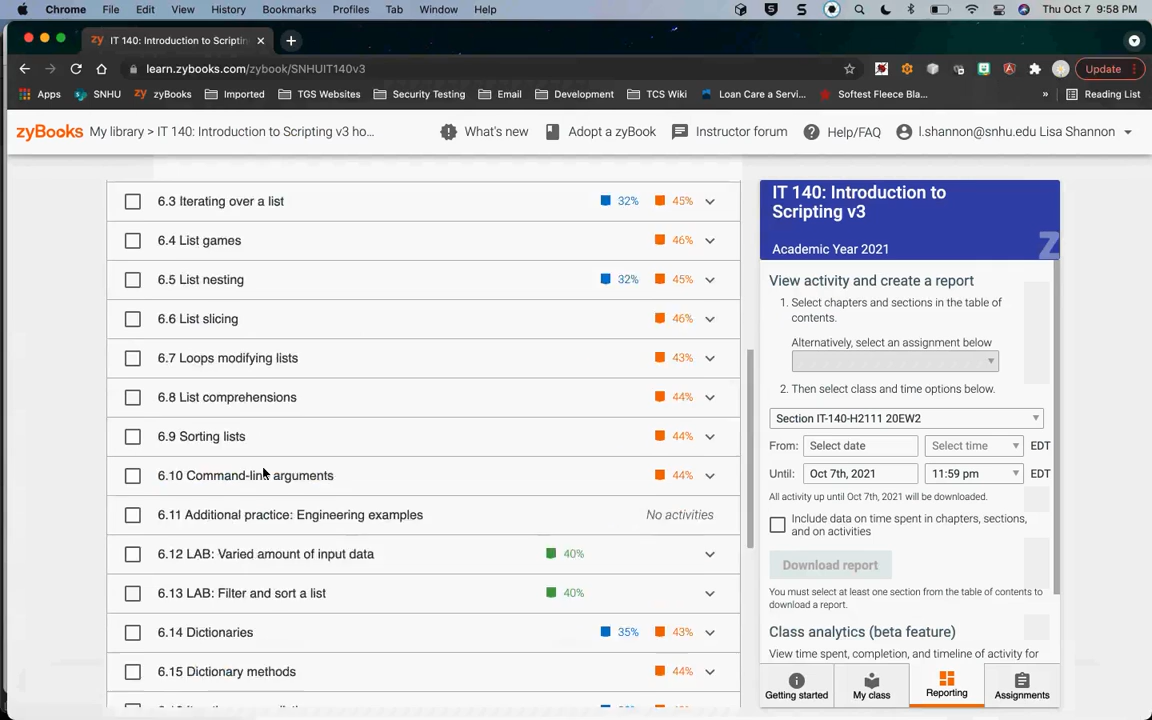 Chrome File Edit View History Bookmarks Profiles Tab Window Help Thu Oct 7 9:58 PM
zy IT 140: Introduction to Scriptin
learn.zybooks.com/zybook/SNHUIT140v3 Update
Apps SNHU zy zyBooks Imported TGS Websites Security Testing Email Development TCS Wiki Loan Care a Servi... Softest Fleece Bla... » Reading List
zyBooks My library > IT 140: Introduction to Scripting v3 ho... What's new Adopt a zyBook Instructor forum Help/FAQ l.shannon@snhu.edu Lisa Shannon
6.3 Iterating over a list 32% 45%
6.4 List games 46%
6.5 List nesting 32% 45%
6.6 List slicing 46%
6.7 Loops modifying lists 43%
6.8 List comprehensions 44%
6.9 Sorting lists 44%
6.10 Command-line arguments 44%
6.11 Additional practice: Engineering examples No activities
6.12 LAB: Varied amount of input data 40%
6.13 LAB: Filter and sort a list 40%
6.14 Dictionaries 35% 43%
6.15 Dictionary methods 44%
IT 140: Introduction to
Scripting v3
Academic Year 2021
View activity and create a report
1. Select chapters and sections in the table of
contents.
Alternatively, select an assignment below
2. Then select class and time options below.
Section IT-140-H2111 20EW2
From: Select date Select time EDT
Until: Oct 7th, 2021 11:59 pm EDT
All activity up until Oct 7th, 2021 will be downloaded.
Include data on time spent in chapters, sections,
and on activities
Download report
You must select at least one section from the table of contents to
download a report.
Class analytics (beta feature)
View time spent, completion, and timeline of activity for
Getting started My class Reporting Assignments